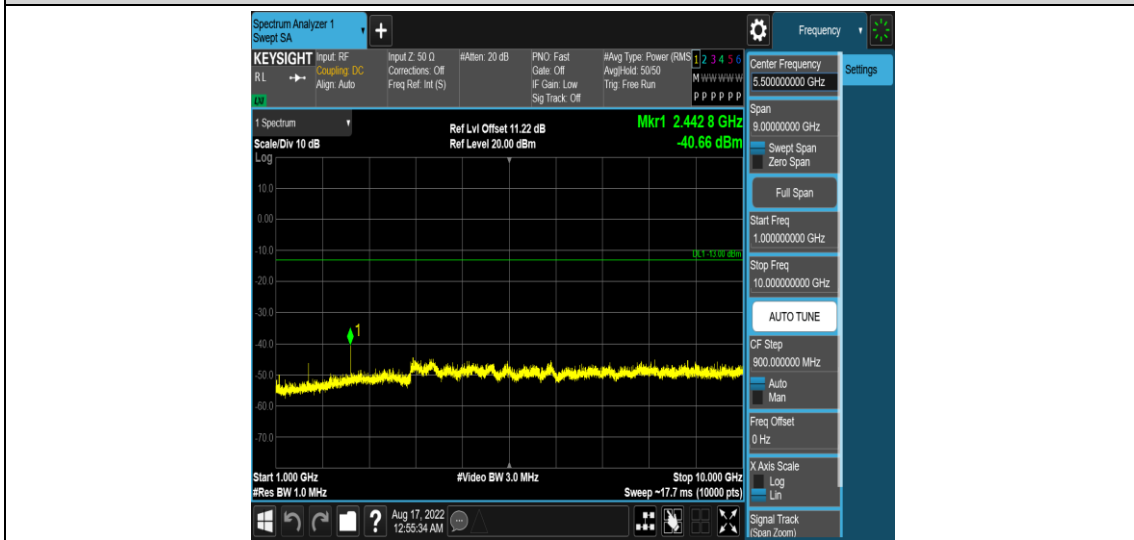 Spectrum Analyzer 1
Swept SA
+
Frequency
KEYSIGHT
RL
LXI
Input: RF
Coupling: DC
Align: Auto
Input Z: 50 Ω
Corrections: Off
Freq Ref: Int (S)
#Atten: 20 dB
PNO: Fast
Gate: Off
IF Gain: Low
Sig Track: Off
#Avg Type: Power (RMS
Avg|Hold: 50/50
Trig: Free Run
1 2 3 4 5 6
M W W W W W
P P P P P P
1 Spectrum
Scale/Div 10 dB
Ref Lvl Offset 11.22 dB
Ref Level 20.00 dBm
Mkr1 2.442 8 GHz
-40.66 dBm
Log
10.0
0.00
-10.0
-20.0
-30.0
-40.0
-50.0
-60.0
-70.0
DL1 -13.00 dBm
1
Start 1.000 GHz
#Res BW 1.0 MHz
#Video BW 3.0 MHz
Stop 10.000 GHz
Sweep ~17.7 ms (10000 pts)
Center Frequency
5.50000000 GHz
Span
9.00000000 GHz
Swept Span
Zero Span
Full Span
Start Freq
1.000000000 GHz
Stop Freq
10.000000000 GHz
AUTO TUNE
CF Step
900.000000 MHz
Auto
Man
Freq Offset
0 Hz
X Axis Scale
Log
Lin
Signal Track
(Span Zoom)
Settings
?
Aug 17, 2022
12:55:34 AM